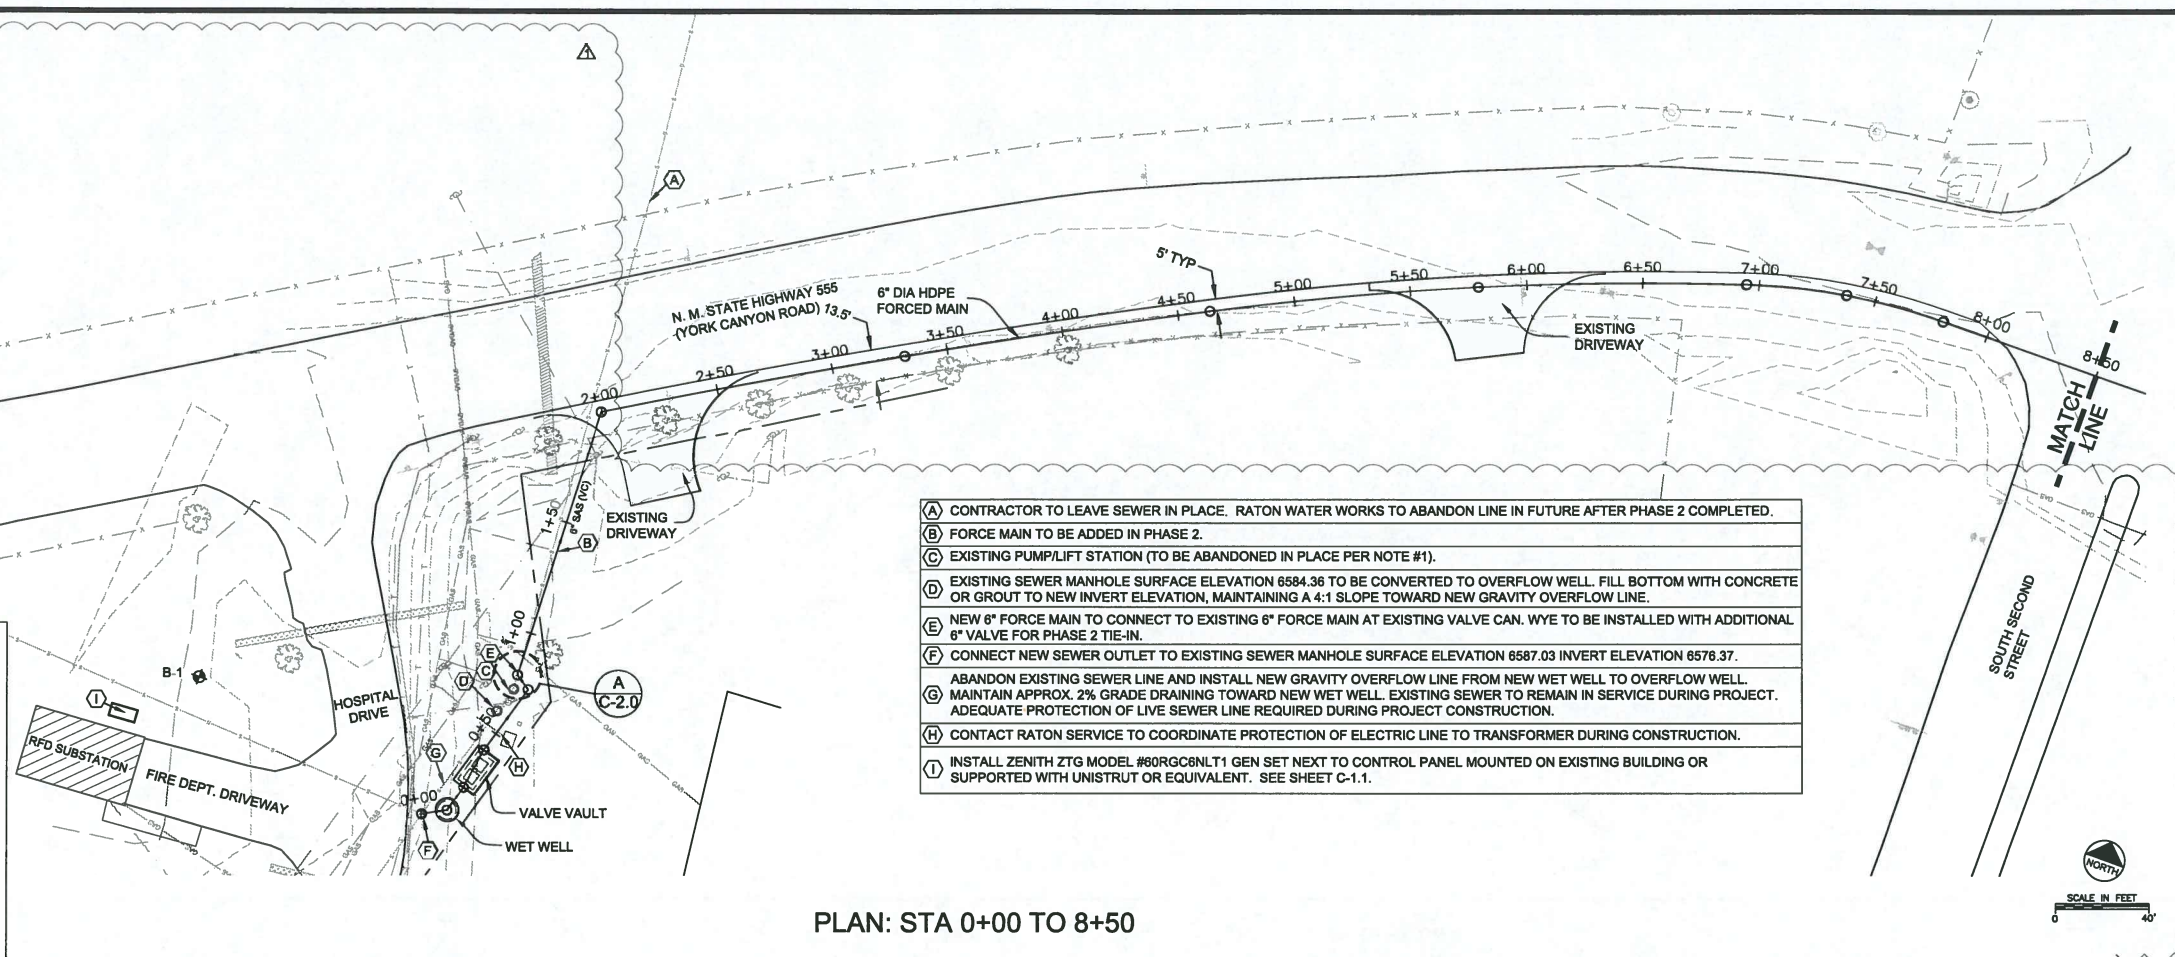 1
A
N. M. STATE HIGHWAY 555
(YORK CANYON ROAD) 13.5'
6" DIA HDPE
FORCED MAIN
5' TYP
2+00
2+50
3+00
3+50
4+00
4+50
5+00
5+50
6+00
6+50
7+00
7+50
8+00
8+50
EXISTING
DRIVEWAY
MATCH
LINE
1+50
SAS (VC)
B
EXISTING
DRIVEWAY
1+00
E
C
D
A
C-2.0
0+50
G
H
0+00
F
VALVE VAULT
WET WELL
B-1
I
RFD SUBSTATION
FIRE DEPT. DRIVEWAY
HOSPITAL
DRIVE
SOUTH SECOND
STREET
GAS
A CONTRACTOR TO LEAVE SEWER IN PLACE. RATON WATER WORKS TO ABANDON LINE IN FUTURE AFTER PHASE 2 COMPLETED.
B FORCE MAIN TO BE ADDED IN PHASE 2.
C EXISTING PUMP/LIFT STATION (TO BE ABANDONED IN PLACE PER NOTE #1).
D EXISTING SEWER MANHOLE SURFACE ELEVATION 6584.36 TO BE CONVERTED TO OVERFLOW WELL. FILL BOTTOM WITH CONCRETE
OR GROUT TO NEW INVERT ELEVATION, MAINTAINING A 4:1 SLOPE TOWARD NEW GRAVITY OVERFLOW LINE.
E NEW 6" FORCE MAIN TO CONNECT TO EXISTING 6" FORCE MAIN AT EXISTING VALVE CAN. WYE TO BE INSTALLED WITH ADDITIONAL
6" VALVE FOR PHASE 2 TIE-IN.
F CONNECT NEW SEWER OUTLET TO EXISTING SEWER MANHOLE SURFACE ELEVATION 6587.03 INVERT ELEVATION 6576.37.
G ABANDON EXISTING SEWER LINE AND INSTALL NEW GRAVITY OVERFLOW LINE FROM NEW WET WELL TO OVERFLOW WELL.
MAINTAIN APPROX. 2% GRADE DRAINING TOWARD NEW WET WELL. EXISTING SEWER TO REMAIN IN SERVICE DURING PROJECT.
ADEQUATE PROTECTION OF LIVE SEWER LINE REQUIRED DURING PROJECT CONSTRUCTION.
H CONTACT RATON SERVICE TO COORDINATE PROTECTION OF ELECTRIC LINE TO TRANSFORMER DURING CONSTRUCTION.
I INSTALL ZENITH ZTG MODEL #60RGC6NLT1 GEN SET NEXT TO CONTROL PANEL MOUNTED ON EXISTING BUILDING OR
SUPPORTED WITH UNISTRUT OR EQUIVALENT. SEE SHEET C-1.1.
NORTH
SCALE IN FEET
0 40'
PLAN: STA 0+00 TO 8+50